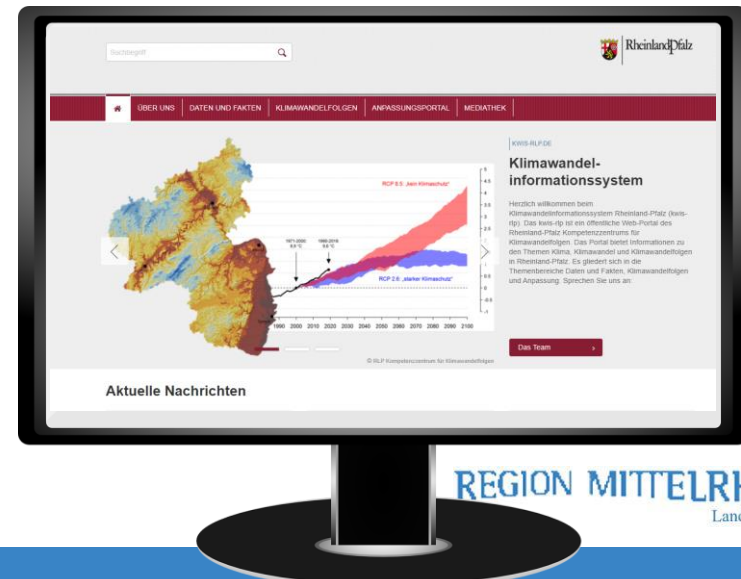 Suchbegriff
RheinlandPfalz
ÜBER UNS
DATEN UND FAKTEN
KLIMAWANDELFOLGEN
ANPASSUNGSPORTAL
MEDIATHEK
KWIS-RLP.DE
Klimawandel-
informationssystem
Herzlich willkommen beim
Klimawandelinformationssystem Rheinland-Pfalz (kwis-
rlp). Das kwis-rlp ist ein öffentliche Web-Portal des
Rheinland-Pfalz Kompetenzzentrums für
Klimawandelfolgen. Das Portal bietet Informationen zu
den Themen Klima, Klimawandel und Klimawandelfolgen
in Rheinland-Pfalz. Es gliedert sich in die
Themenbereiche Daten und Fakten, Klimawandelfolgen
und Anpassung. Sprechen Sie uns an:
Das Team
RCP 8.5: „kein Klimaschutz“
RCP 2.6: „starker Klimaschutz“
1990 2000 2010 2020 2030 2040 2050 2060 2070 2080 2090 2100
© RLP Kompetenzzentrum für Klimawandelfolgen
Aktuelle Nachrichten
REGION MITTELRH
Land